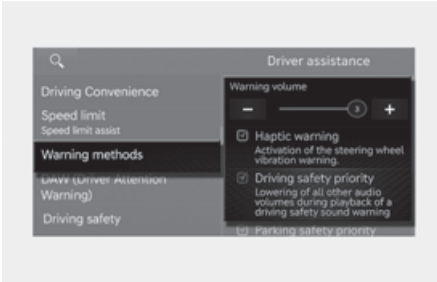 Driver assistance
Driving Convenience
Speed limit
Speed limit assist
Warning methods
DAW (Driver Attention
Warning)
Driving safety
Warning volume
− 3 +
Haptic warning
Activation of the steering wheel
vibration warning.
Driving safety priority
Lowering of all other audio
volumes during playback of a
driving safety sound warning
Parking safety priority